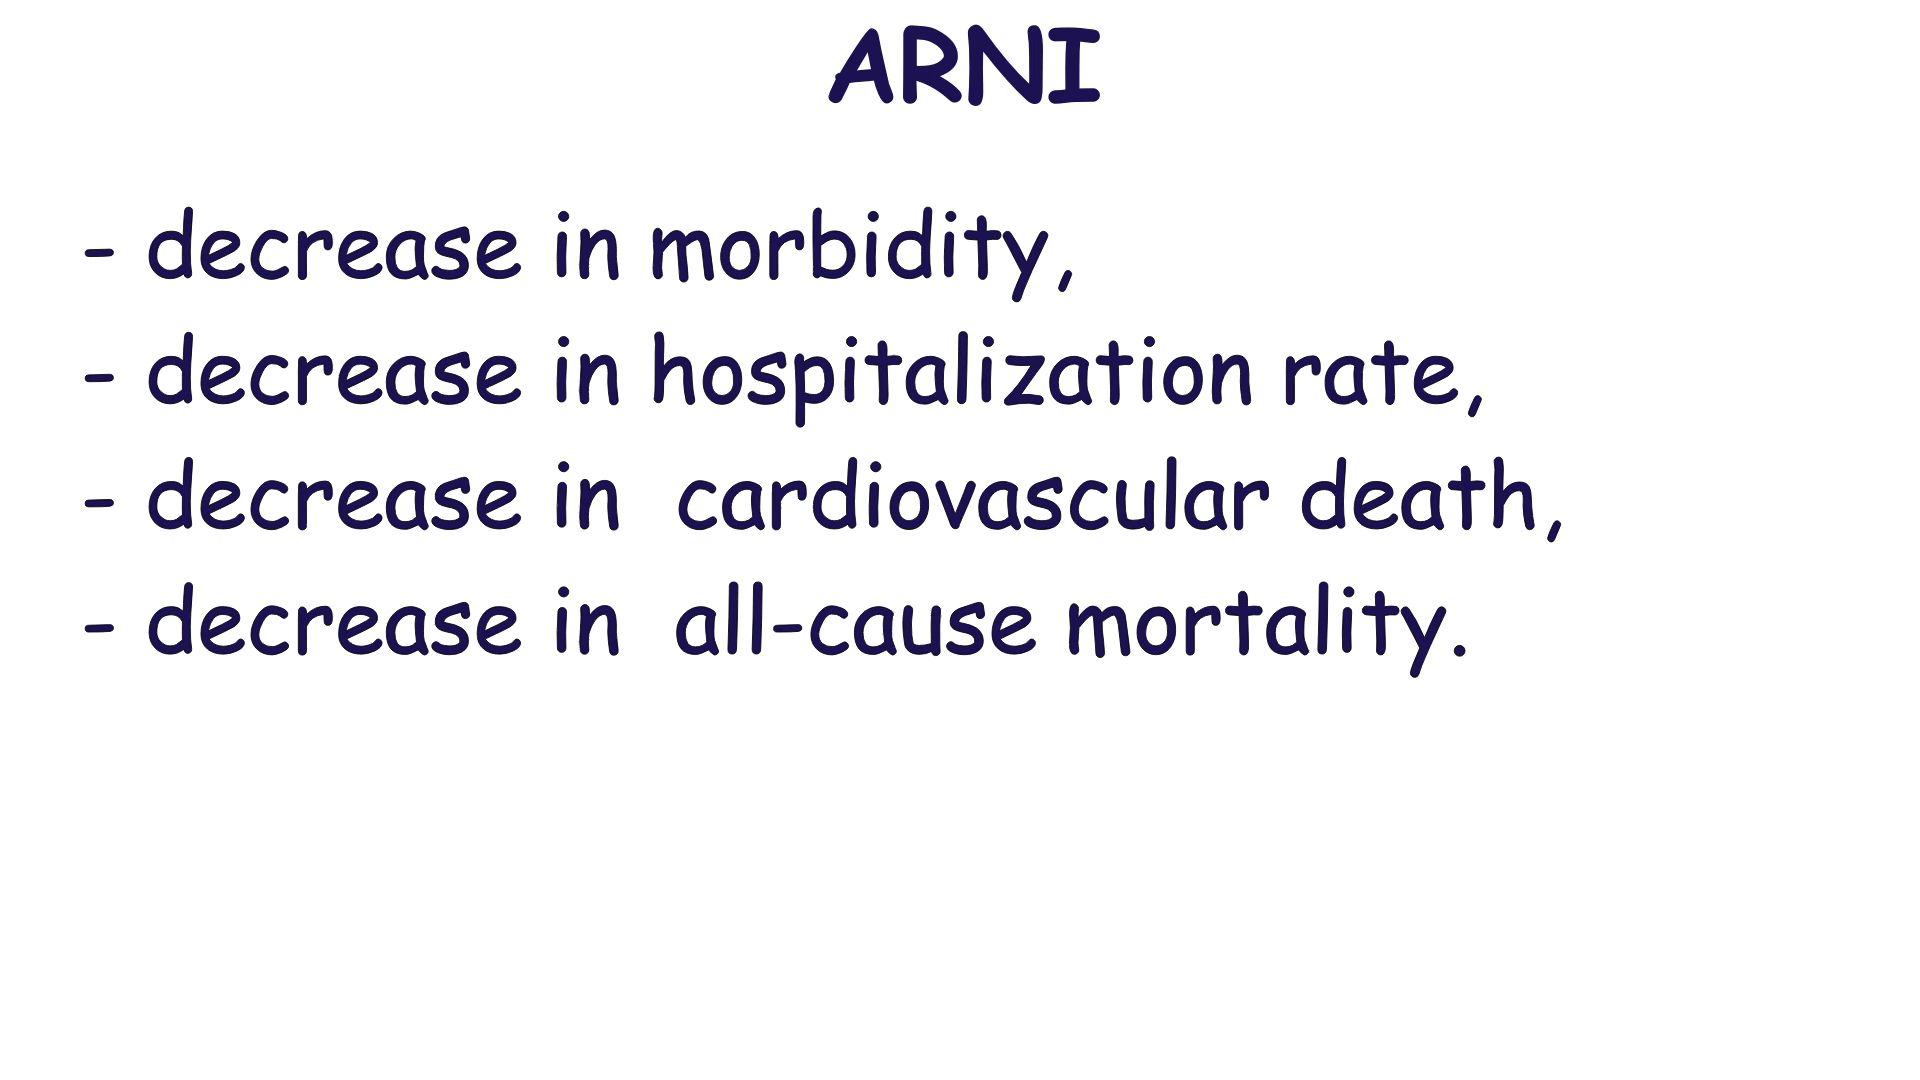 ARNI
- decrease in morbidity,
- decrease in hospitalization rate,
- decrease in  cardiovascular death,
- decrease in  all-cause mortality.